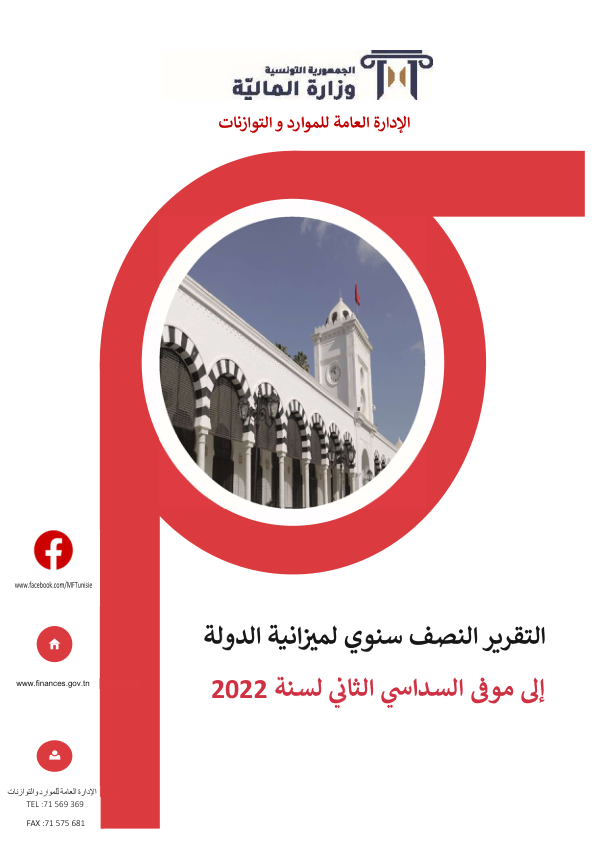 الجمهورية التونسية
وزارة المالية
الإدارة العامة للموارد و التوازنات
www.facebook.com/MFTunisie
التقرير النصف سنوي لميزانية الدولة
www.finances.gov.tn
إلى موفى السداسي الثاني لسنة 2022
الإدارة العامة للموارد والتوازنات
TEL :71 569 369
FAX :71 575 681